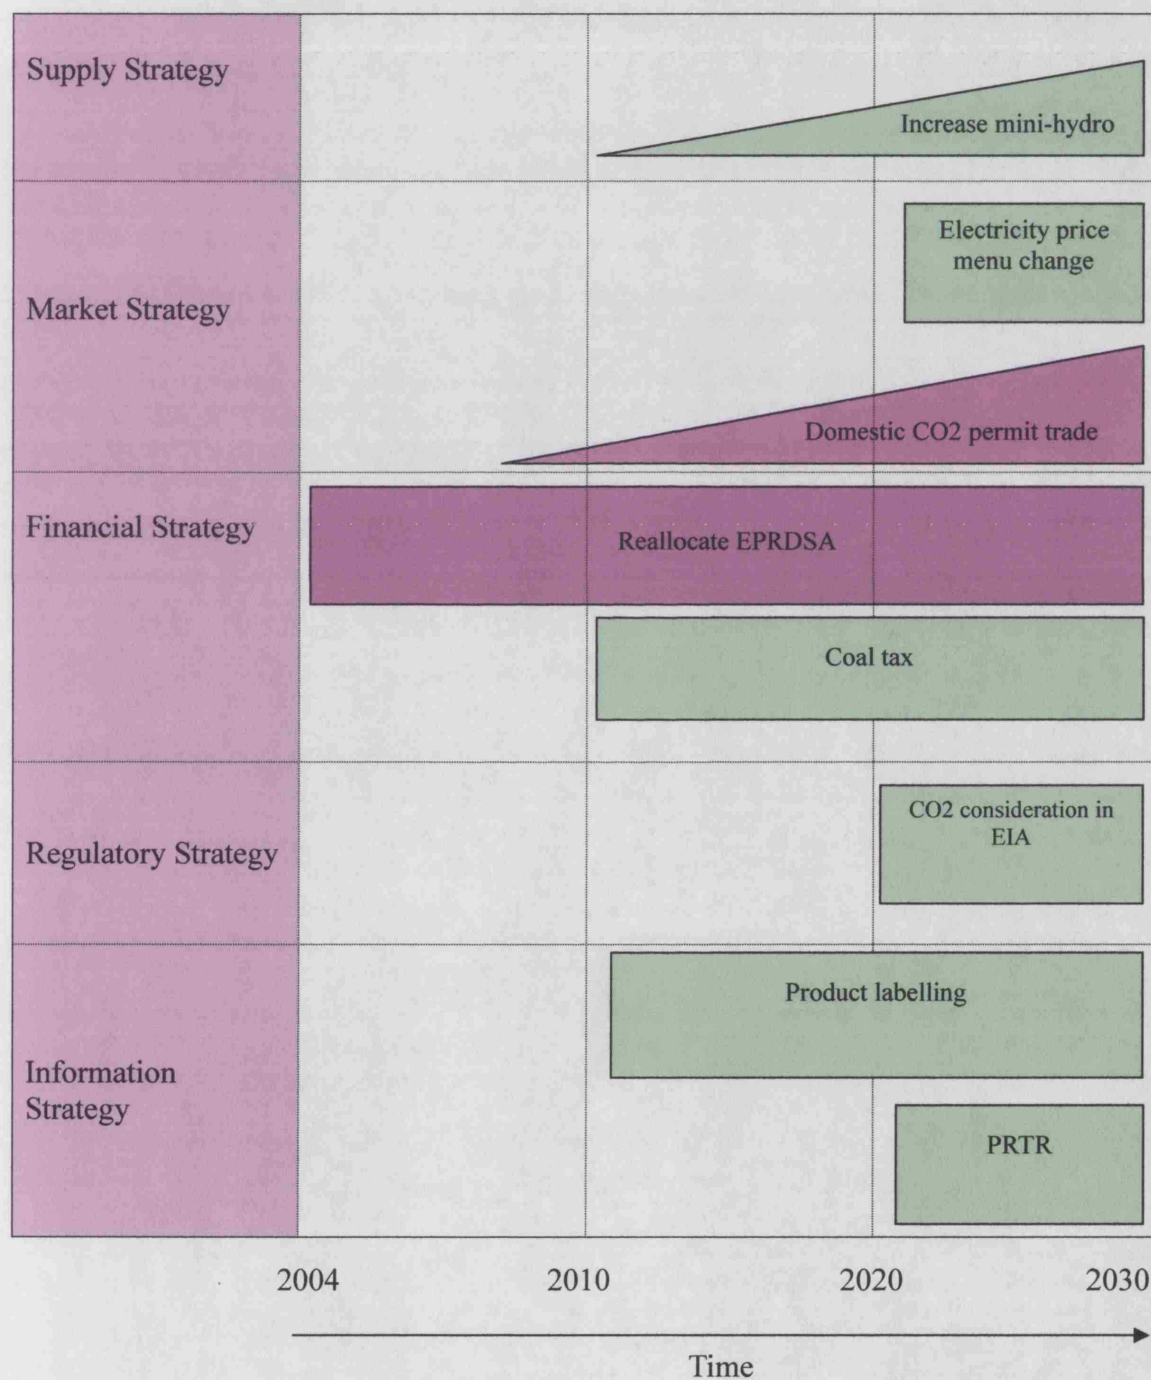 Supply Strategy
Increase mini-hydro
Market Strategy
Electricity price
menu change
Domestic CO2 permit trade
Financial Strategy
Reallocate EPRDSA
Coal tax
Regulatory Strategy
CO2 consideration in
EIA
Information
Strategy
Product labelling
PRTR
2004
2010
2020
2030
Time